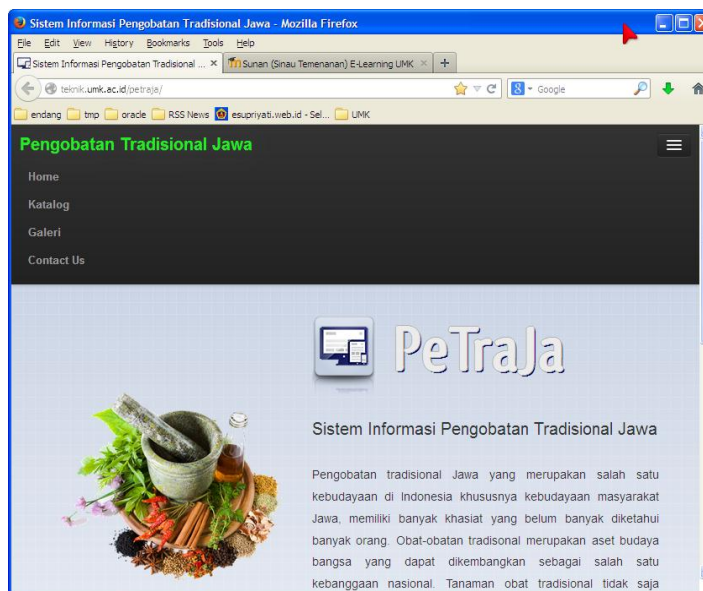 Sistem Informasi Pengobatan Tradisional Jawa - Mozilla Firefox
File Edit View History Bookmarks Tools Help
Sistem Informasi Pengobatan Tradisional ... × Sunan (Sinau Temenanan) E-Learning UMK × +
teknik.umk.ac.id/petraja/ Google
endang tmp oracle RSS News esupriyati.web.id - Sel... UMK
Pengobatan Tradisional Jawa
Home
Katalog
Galeri
Contact Us
PeTraJa
Sistem Informasi Pengobatan Tradisional Jawa
Pengobatan tradisional Jawa yang merupakan salah satu
kebudayaan di Indonesia khususnya kebudayaan masyarakat
Jawa, memiliki banyak khasiat yang belum banyak diketahui
banyak orang. Obat-obatan tradisonal merupakan aset budaya
bangsa yang dapat dikembangkan sebagai salah satu
kebanggaan nasional. Tanaman obat tradisional tidak saja